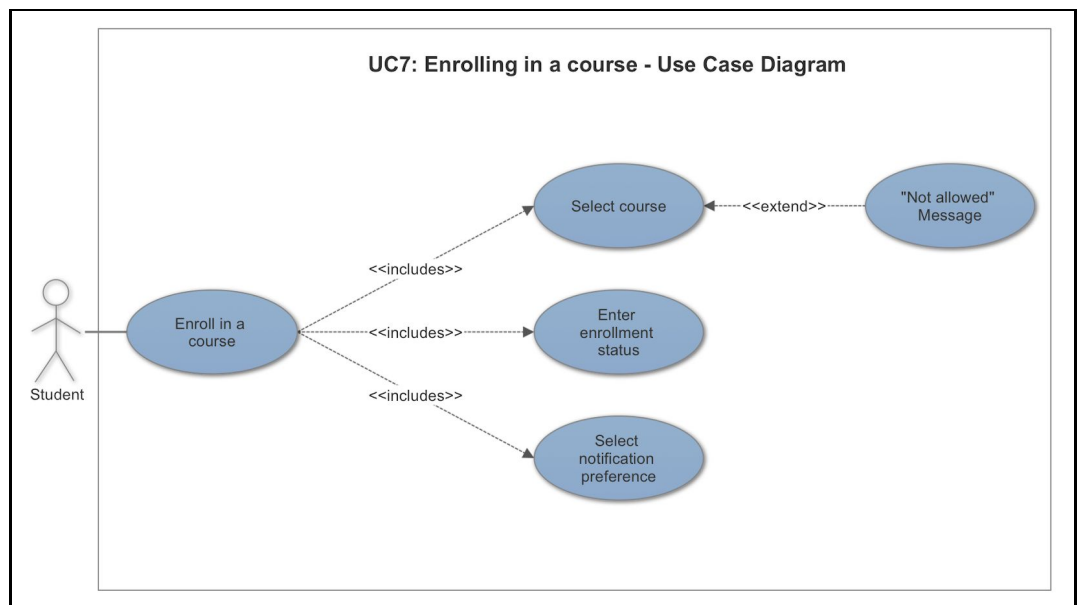 UC7: Enrolling in a course - Use Case Diagram
Select course
<<extend>>
"Not allowed"
Message
<<includes>>
Student
Enroll in a
course
<<includes>>
Enter
enrollment
status
<<includes>>
Select
notification
preference